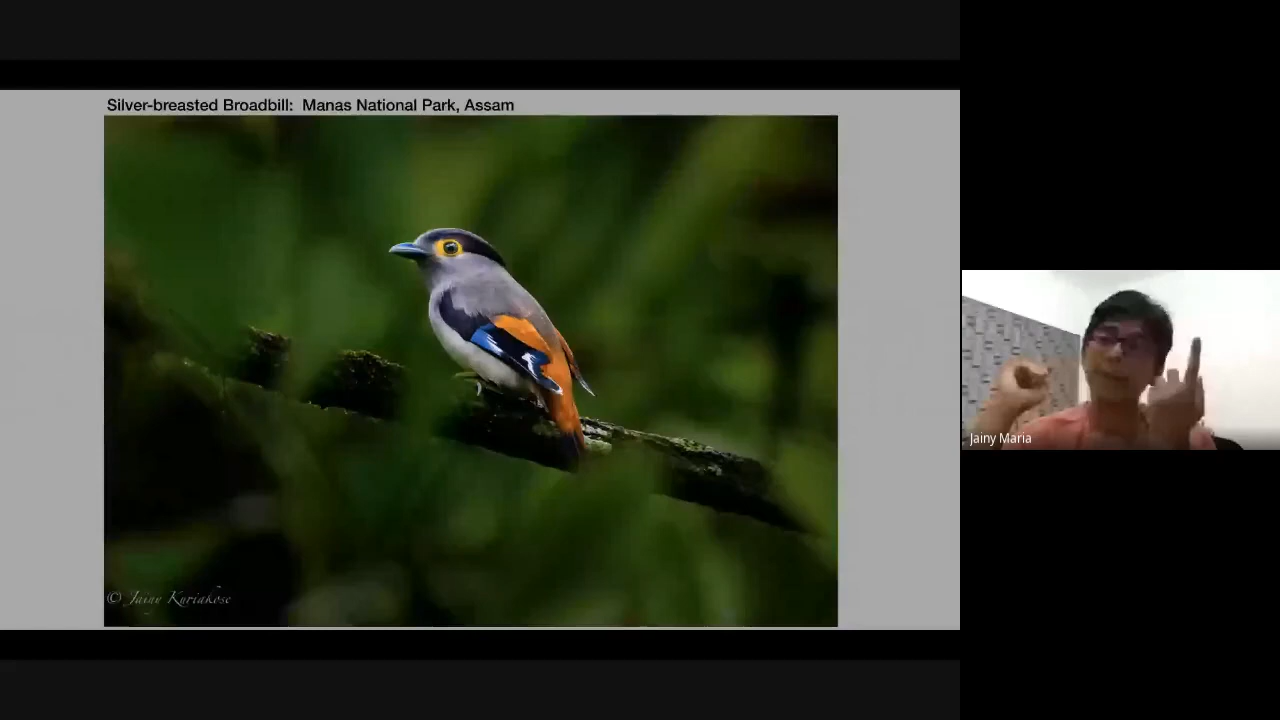 Silver-breasted Broadbill: Manas National Park, Assam
© Jainy Kuriakose
Jainy Maria